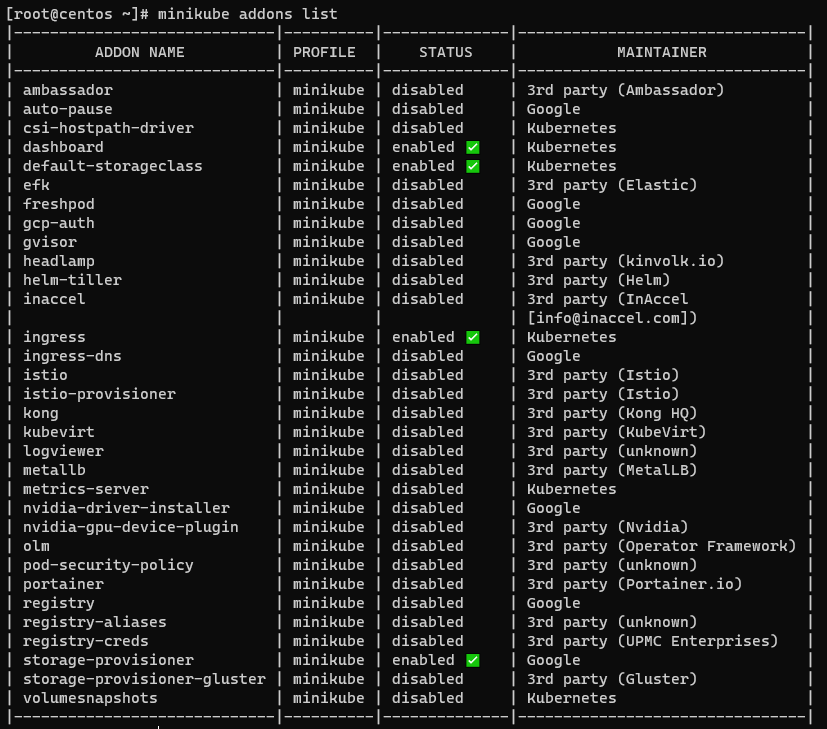 [root@centos ~]# minikube addons list
|-----------------------------|----------|--------------|--------------------------------|
|         ADDON NAME          | PROFILE  |    STATUS    |           MAINTAINER           |
|-----------------------------|----------|--------------|--------------------------------|
| ambassador                  | minikube | disabled     | 3rd party (Ambassador)         |
| auto-pause                  | minikube | disabled     | Google                         |
| csi-hostpath-driver         | minikube | disabled     | Kubernetes                     |
| dashboard                   | minikube | enabled ✅   | Kubernetes                     |
| default-storageclass        | minikube | enabled ✅   | Kubernetes                     |
| efk                         | minikube | disabled     | 3rd party (Elastic)            |
| freshpod                    | minikube | disabled     | Google                         |
| gcp-auth                    | minikube | disabled     | Google                         |
| gvisor                      | minikube | disabled     | Google                         |
| headlamp                    | minikube | disabled     | 3rd party (kinvolk.io)         |
| helm-tiller                 | minikube | disabled     | 3rd party (Helm)               |
| inaccel                     | minikube | disabled     | 3rd party (InAccel             |
|                             |          |              | [info@inaccel.com])            |
| ingress                     | minikube | enabled ✅   | Kubernetes                     |
| ingress-dns                 | minikube | disabled     | Google                         |
| istio                       | minikube | disabled     | 3rd party (Istio)              |
| istio-provisioner           | minikube | disabled     | 3rd party (Istio)              |
| kong                        | minikube | disabled     | 3rd party (Kong HQ)            |
| kubevirt                    | minikube | disabled     | 3rd party (KubeVirt)           |
| logviewer                   | minikube | disabled     | 3rd party (unknown)            |
| metallb                     | minikube | disabled     | 3rd party (MetalLB)            |
| metrics-server              | minikube | disabled     | Kubernetes                     |
| nvidia-driver-installer     | minikube | disabled     | Google                         |
| nvidia-gpu-device-plugin    | minikube | disabled     | 3rd party (Nvidia)             |
| olm                         | minikube | disabled     | 3rd party (Operator Framework) |
| pod-security-policy         | minikube | disabled     | 3rd party (unknown)            |
| portainer                   | minikube | disabled     | 3rd party (Portainer.io)       |
| registry                    | minikube | disabled     | Google                         |
| registry-aliases            | minikube | disabled     | 3rd party (unknown)            |
| registry-creds              | minikube | disabled     | 3rd party (UPMC Enterprises)   |
| storage-provisioner         | minikube | enabled ✅   | Google                         |
| storage-provisioner-gluster | minikube | disabled     | 3rd party (Gluster)            |
| volumesnapshots             | minikube | disabled     | Kubernetes                     |
|-----------------------------|----------|--------------|--------------------------------|